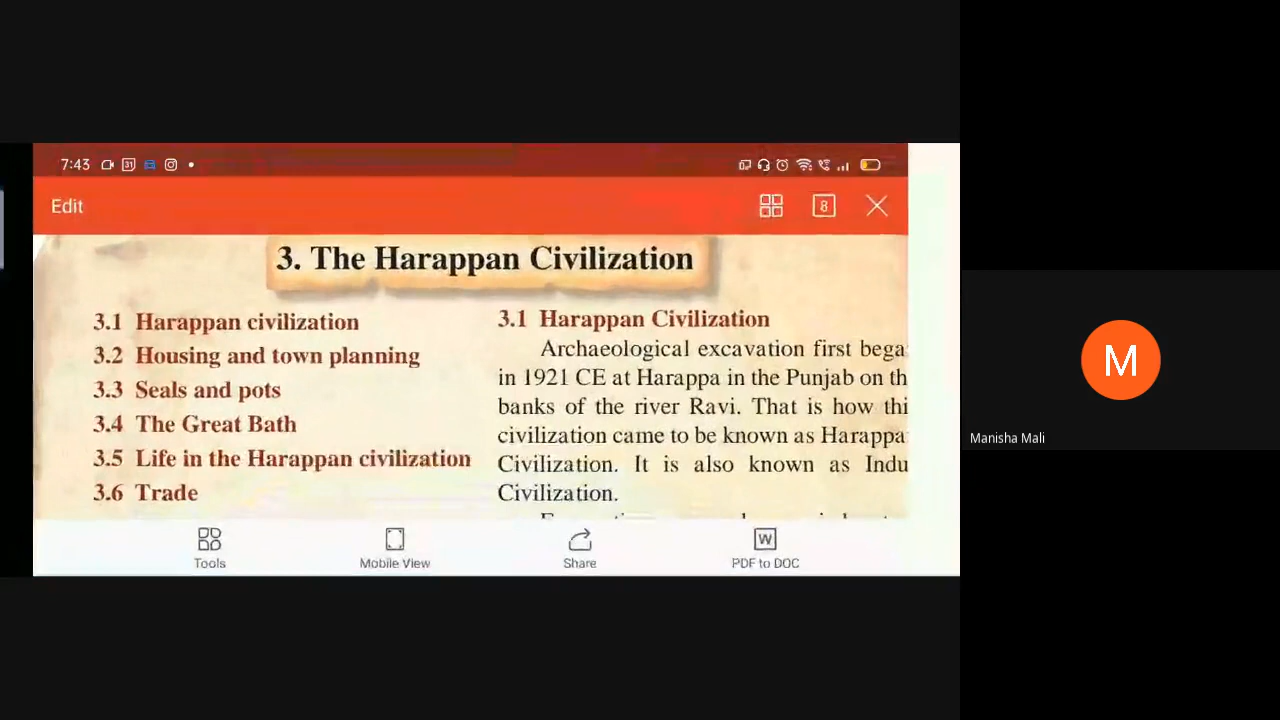 7:43
31
Edit
8
3. The Harappan Civilization
3.1 Harappan civilization
3.2 Housing and town planning
3.3 Seals and pots
3.4 The Great Bath
3.5 Life in the Harappan civilization
3.6 Trade
3.1 Harappan Civilization
Archaeological excavation first bega
in 1921 CE at Harappa in the Punjab on th
banks of the river Ravi. That is how thi
civilization came to be known as Harappa
Civilization. It is also known as Indu
Civilization.
Tools
Mobile View
Share
W
PDF to DOC
M
Manisha Mali